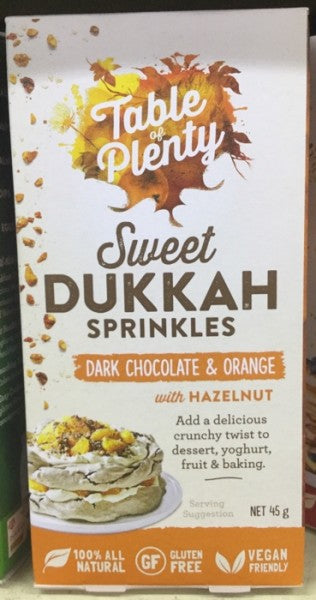 Table
of
Plenty
Sweet
DUKKAH
SPRINKLES
DARK CHOCOLATE & ORANGE
with HAZELNUT
Add a delicious
crunchy twist to
dessert, yoghurt,
fruit & baking.
Serving
Suggestion
NET 45 g
100% ALL
NATURAL
GF
GLUTEN
FREE
VEGAN
FRIENDLY